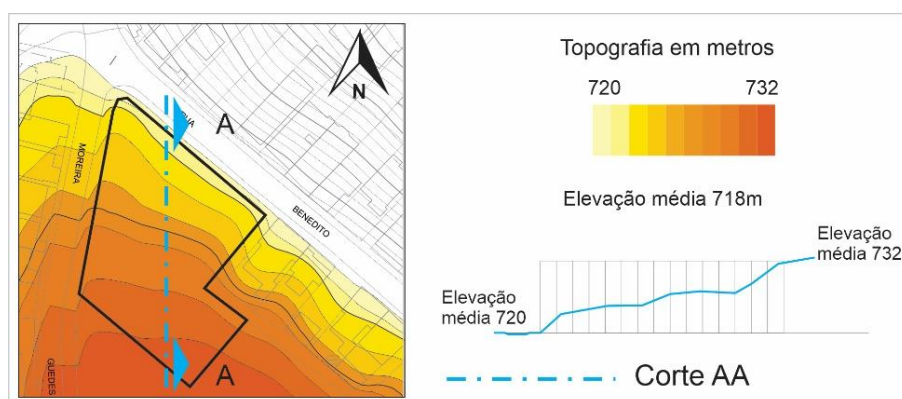 N
A
RUA
MOREIRA
BENEDITO
GUEDES
A
Topografia em metros
720 732
Elevação média 718m
Elevação
média 732
Elevação
média 720
Corte AA